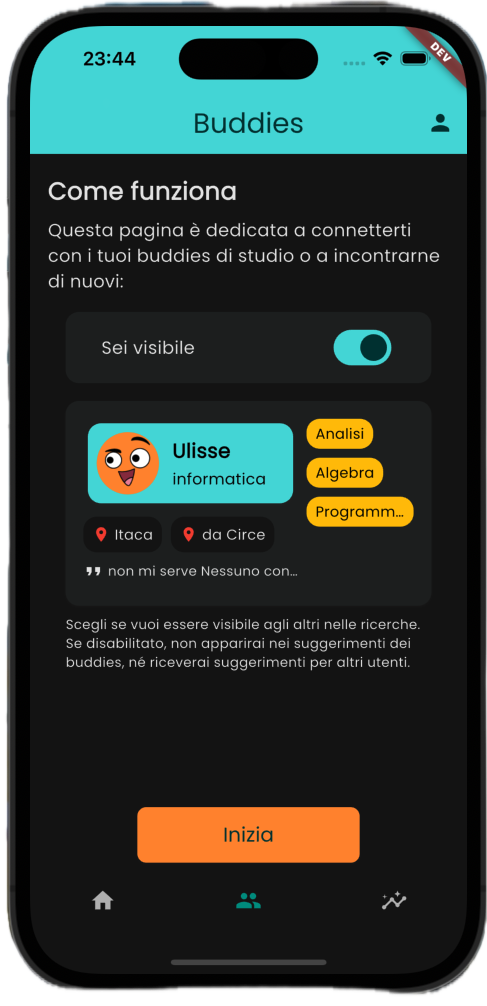 23:44
DEV
Buddies
Come funziona
Questa pagina è dedicata a connetterti
con i tuoi buddies di studio o a incontrarne
di nuovi:
Sei visibile
Ulisse
informatica
Analisi
Algebra
Programm...
Itaca
da Circe
non mi serve Nessuno con...
Scegli se vuoi essere visibile agli altri nelle ricerche.
Se disabilitato, non apparirai nei suggerimenti dei
buddies, né riceverai suggerimenti per altri utenti.
Inizia